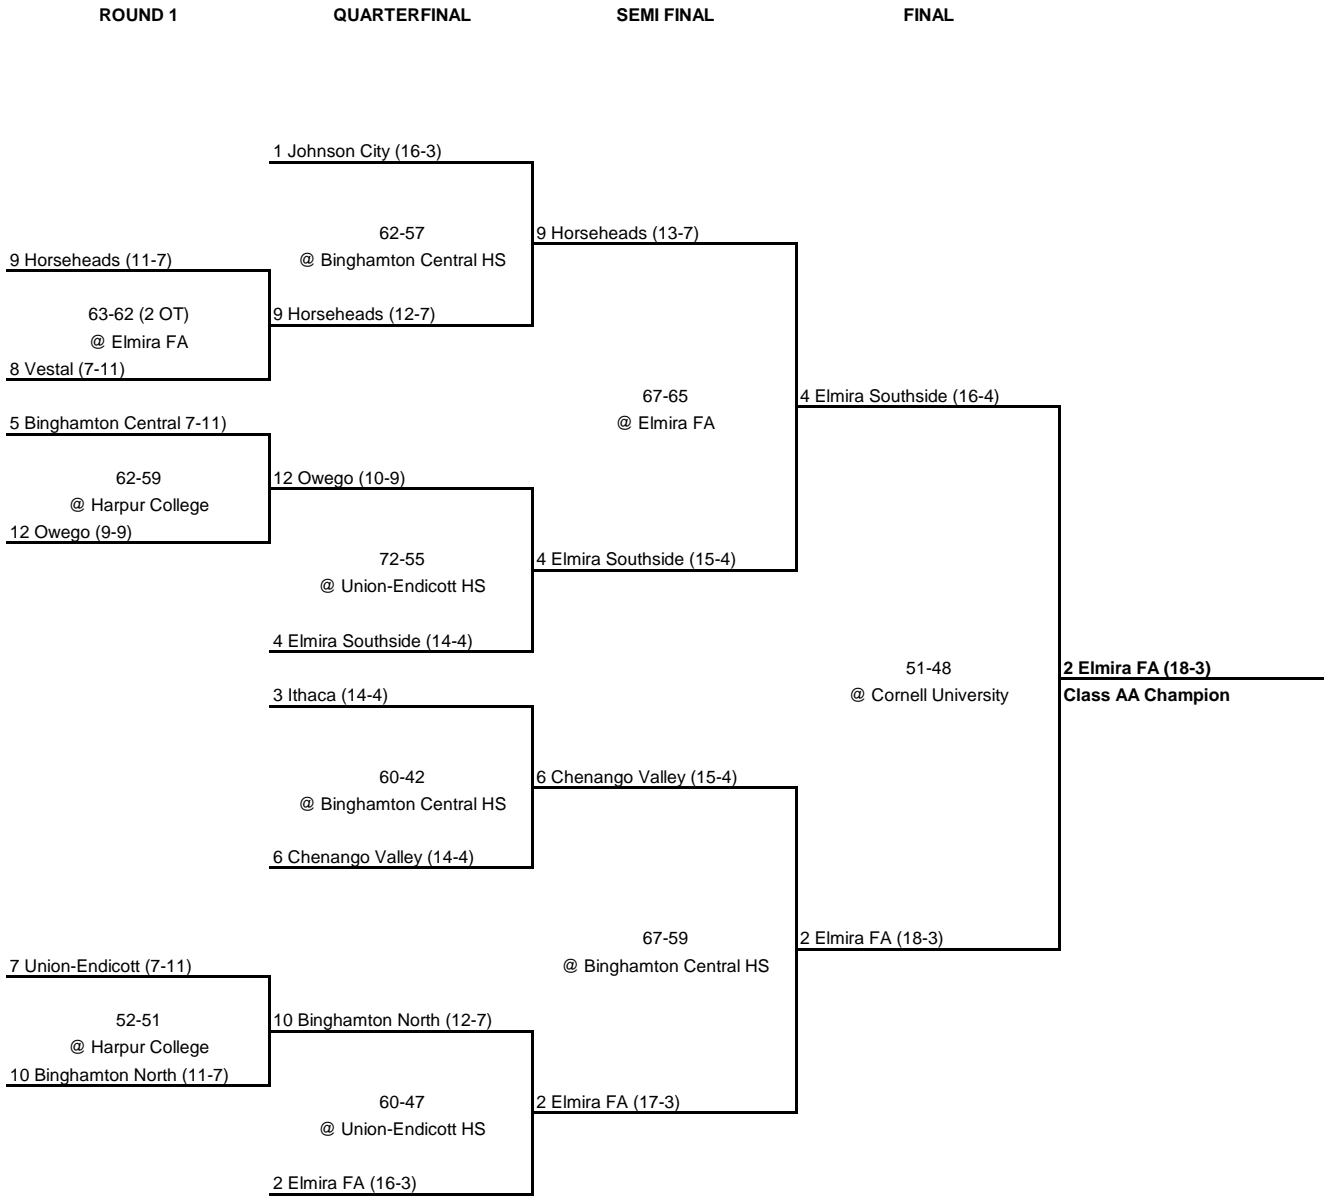 ROUND 1 QUARTERFINAL SEMI FINAL FINAL
1 Johnson City (16-3)
62-57 9 Horseheads (13-7)
9 Horseheads (11-7) @ Binghamton Central HS
63-62 (2 OT) 9 Horseheads (12-7)
@ Elmira FA
8 Vestal (7-11)
67-65 4 Elmira Southside (16-4)
5 Binghamton Central 7-11) @ Elmira FA
62-59 12 Owego (10-9)
@ Harpur College
12 Owego (9-9)
72-55 4 Elmira Southside (15-4)
@ Union-Endicott HS
4 Elmira Southside (14-4)
51-48 2 Elmira FA (18-3)
3 Ithaca (14-4) @ Cornell University Class AA Champion
60-42 6 Chenango Valley (15-4)
@ Binghamton Central HS
6 Chenango Valley (14-4)
67-59 2 Elmira FA (18-3)
7 Union-Endicott (7-11) @ Binghamton Central HS
52-51 10 Binghamton North (12-7)
@ Harpur College
10 Binghamton North (11-7)
60-47 2 Elmira FA (17-3)
@ Union-Endicott HS
2 Elmira FA (16-3)